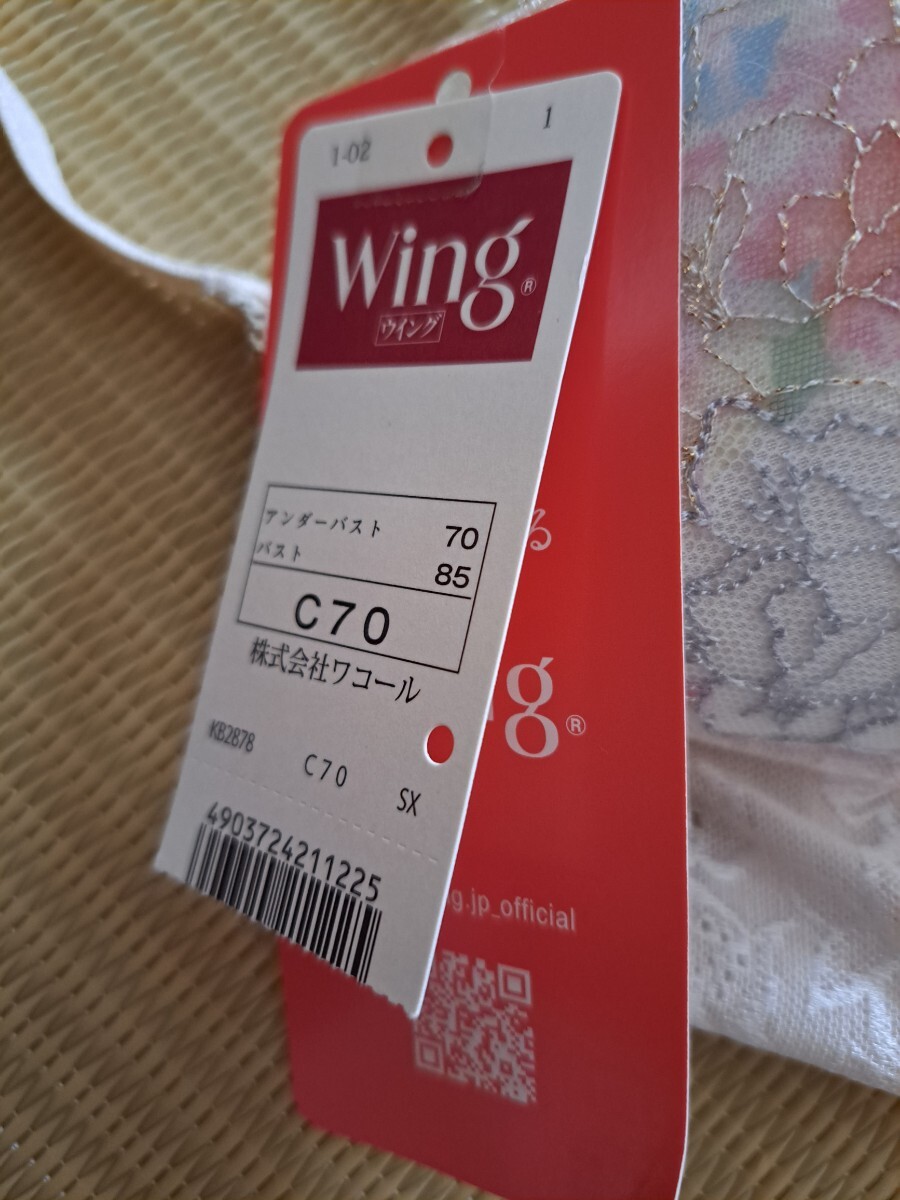 1-02 1
Wing®
ウイング
アンダーバスト 70
バスト 85
C70
株式会社ワコール
KB2878 C70 SX
4903724211225
る
g®
g.jp_official